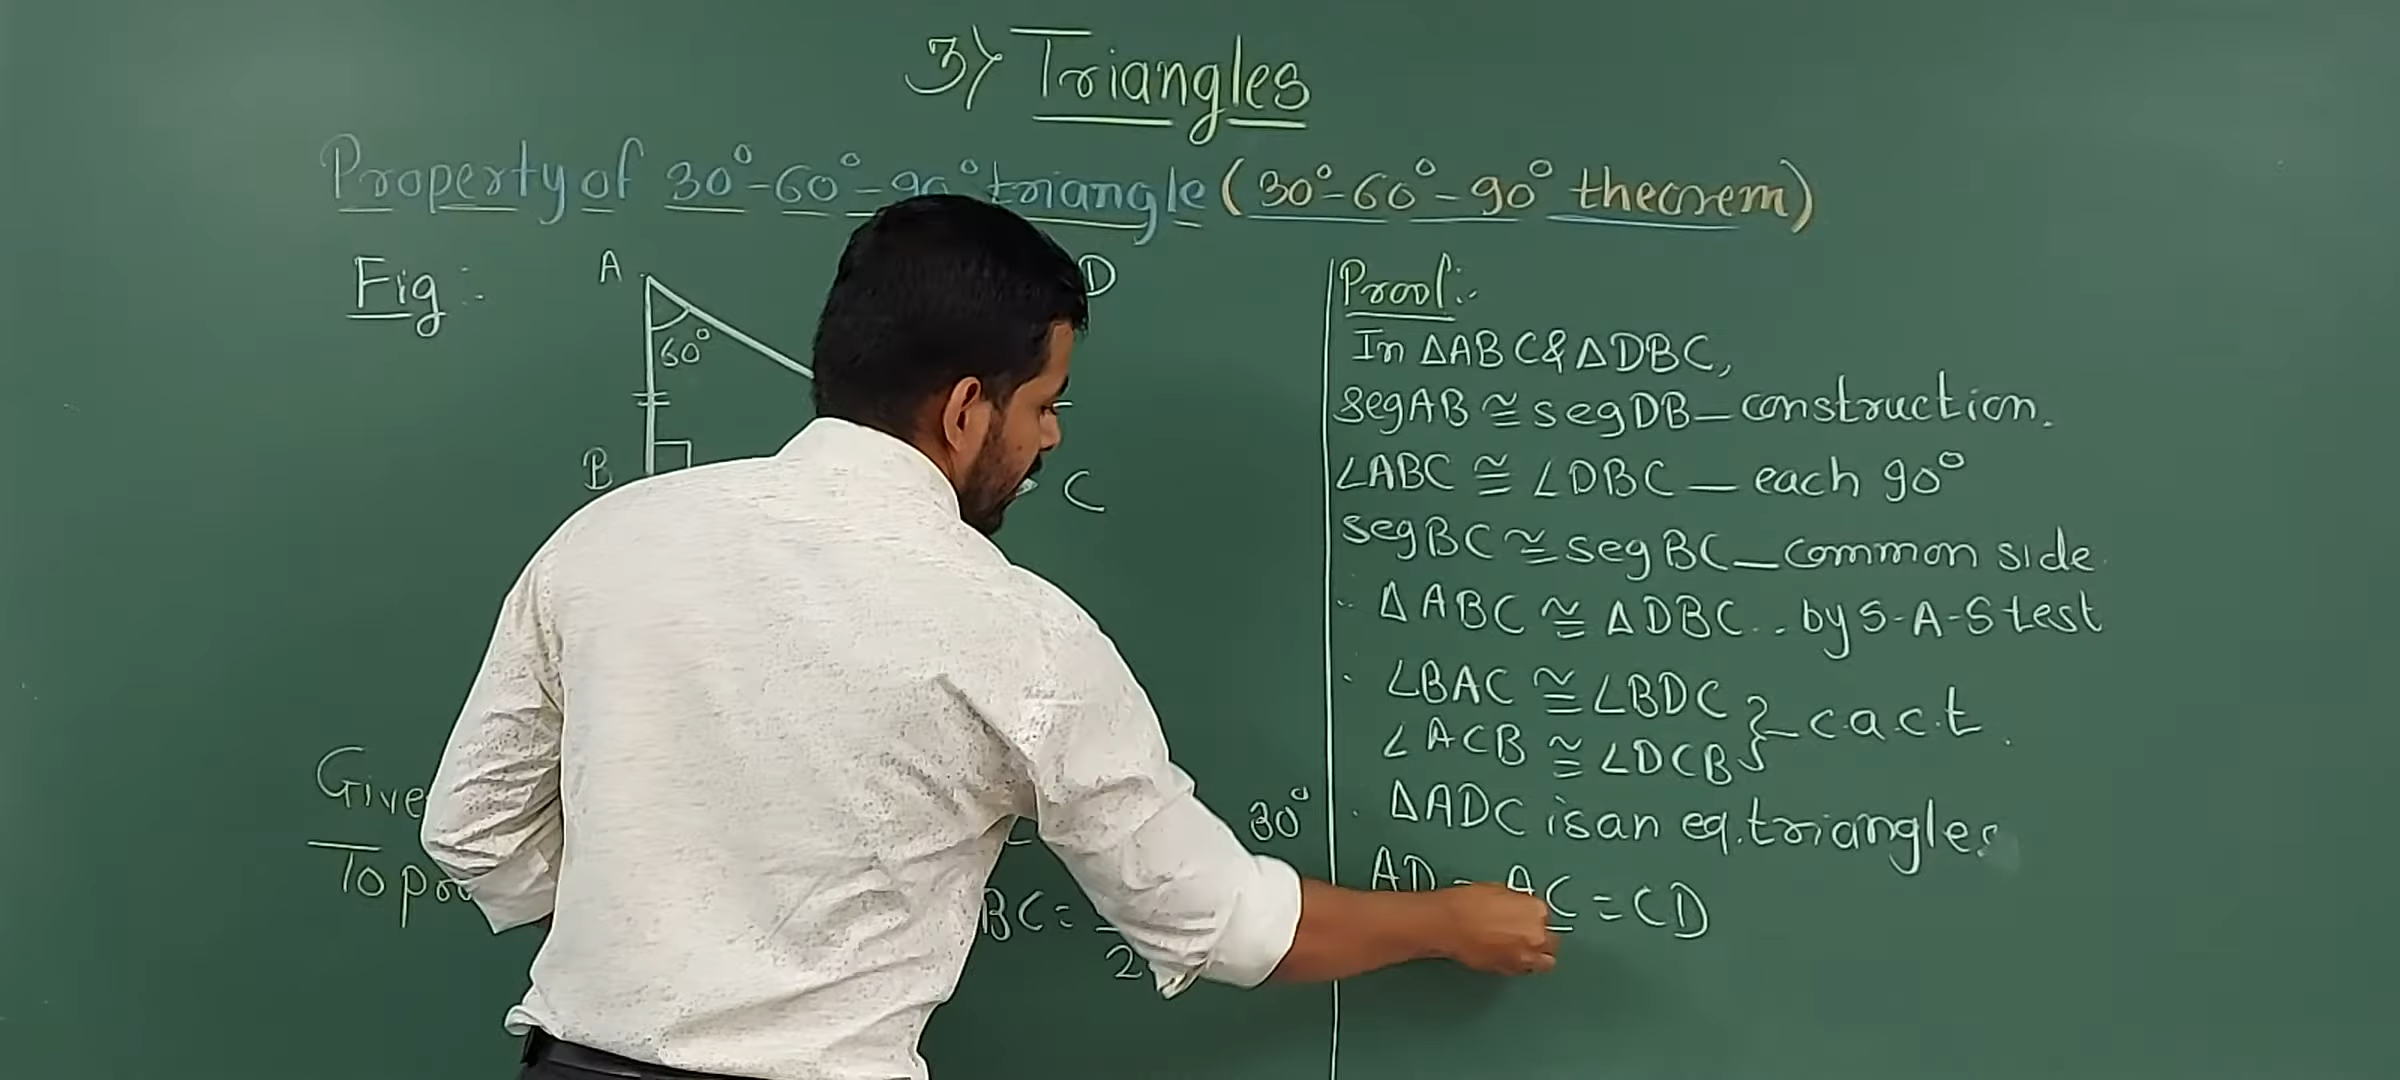 3) Triangles
Property of 30°-60°-90° triangle (30°-60°-90° theorem)
Fig :-
A
60°
B
D
C
Give
To pro
30°
BC =
2
Proof:-
In △ABC & △DBC,
seg AB ≅ seg DB — construction.
∠ABC ≅ ∠DBC — each 90°
seg BC ≅ seg BC — common side
∴ △ABC ≅ △DBC .. by S-A-S test
∠BAC ≅ ∠BDC
∠ACB ≅ ∠DCB } — c.a.c.t.
△ADC is an eq. triangles
AD = AC = CD